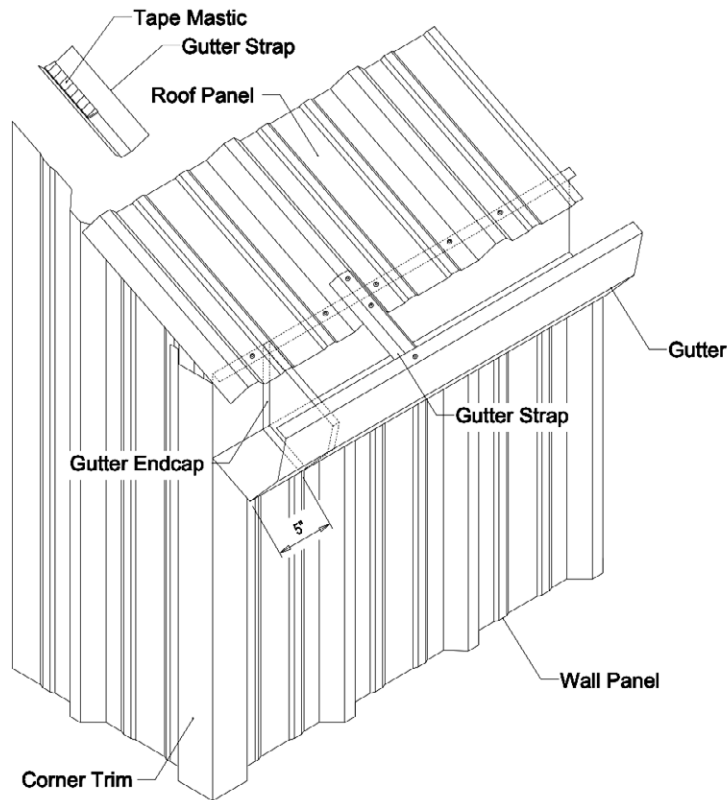 Tape Mastic
Gutter Strap
Roof Panel
Gutter
Gutter Strap
Gutter Endcap
5"
Wall Panel
Corner Trim